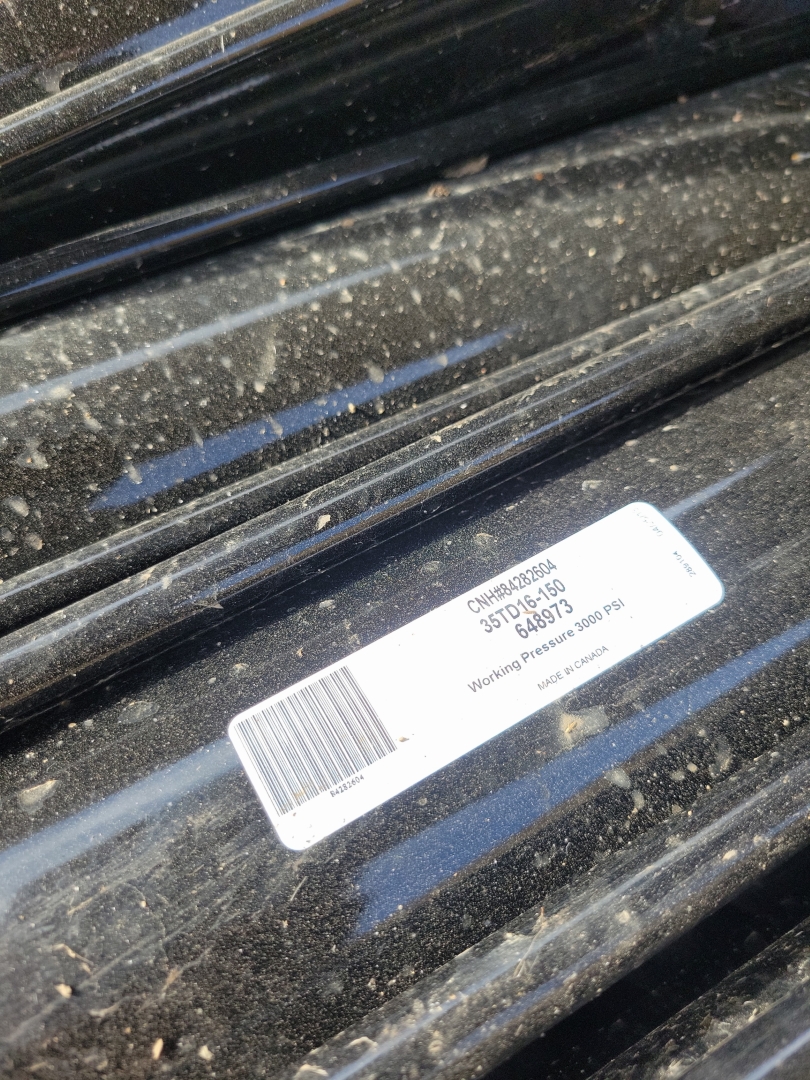 CNH#84282604
35TD16-150
648973
Working Pressure 3000 PSI
MADE IN CANADA
84282604